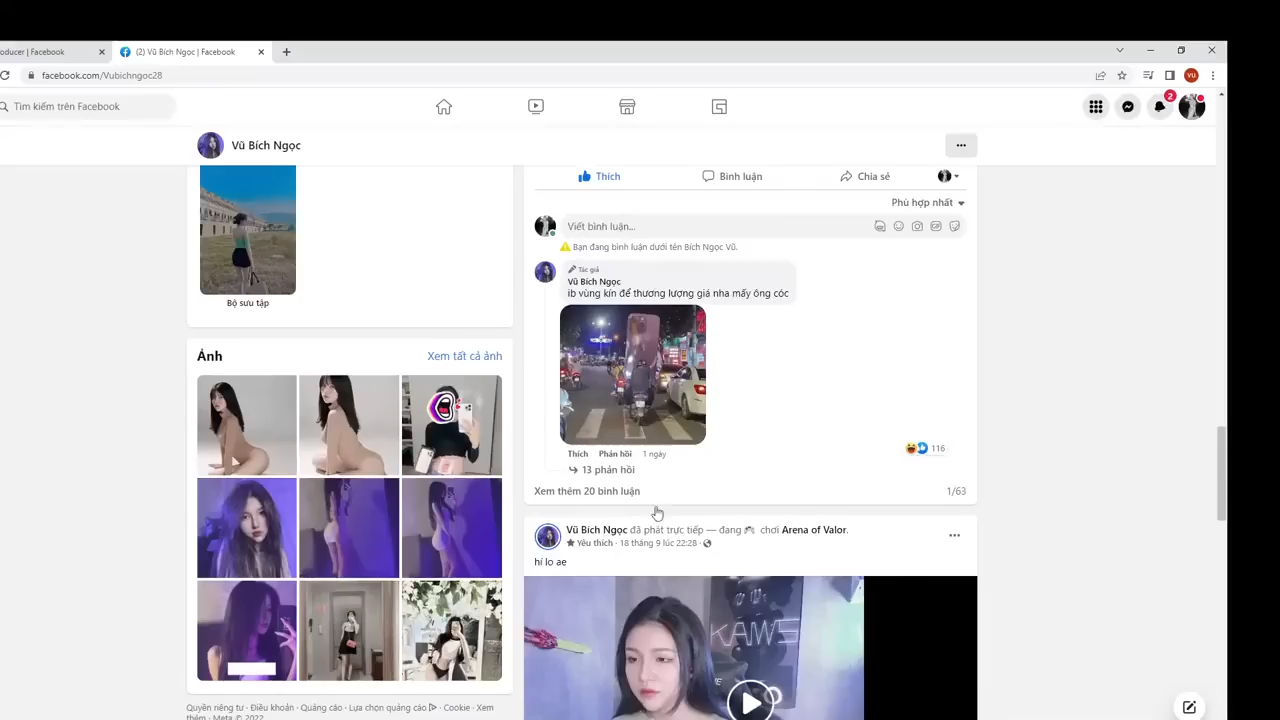 oducer | Facebook
(2) Vũ Bích Ngọc | Facebook
facebook.com/Vubichngoc28
VU
Tìm kiếm trên Facebook
2
Vũ Bích Ngọc
Thích
Bình luận
Chia sẻ
Phù hợp nhất
Viết bình luận...
Bạn đang bình luận dưới tên Bích Ngọc Vũ.
Tác giả
Vũ Bích Ngọc
ib vùng kín để thương lượng giá nha mấy ông cóc
Bộ sưu tập
Ảnh
Xem tất cả ảnh
116
Thích Phản hồi 1 ngày
13 phản hồi
Xem thêm 20 bình luận
1/63
Vũ Bích Ngọc đã phát trực tiếp — đang 🎮 chơi Arena of Valor.
Yêu thích · 18 tháng 9 lúc 22:28 ·
hí lo ae
KAWS
Quyền riêng tư · Điều khoản · Quảng cáo · Lựa chọn quảng cáo · Cookie · Xem
thêm · Meta © 2022